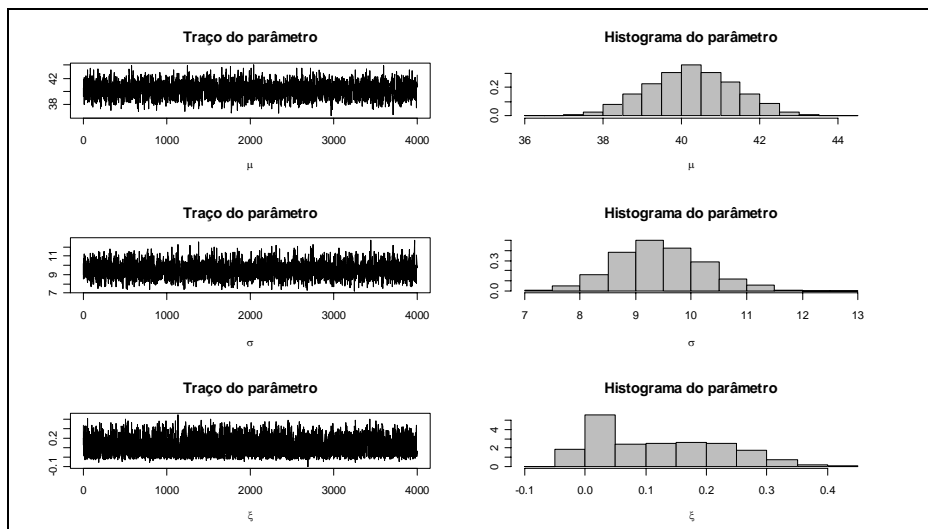 Traço do parâmetro
38 42
0 1000 2000 3000 4000
μ
Histograma do parâmetro
0.0 0.2
36 38 40 42 44
μ
Traço do parâmetro
7 9 11
0 1000 2000 3000 4000
σ
Histograma do parâmetro
0.0 0.3
7 8 9 10 11 12 13
σ
Traço do parâmetro
-0.1 0.2
0 1000 2000 3000 4000
ξ
Histograma do parâmetro
0 2 4
-0.1 0.0 0.1 0.2 0.3 0.4
ξ